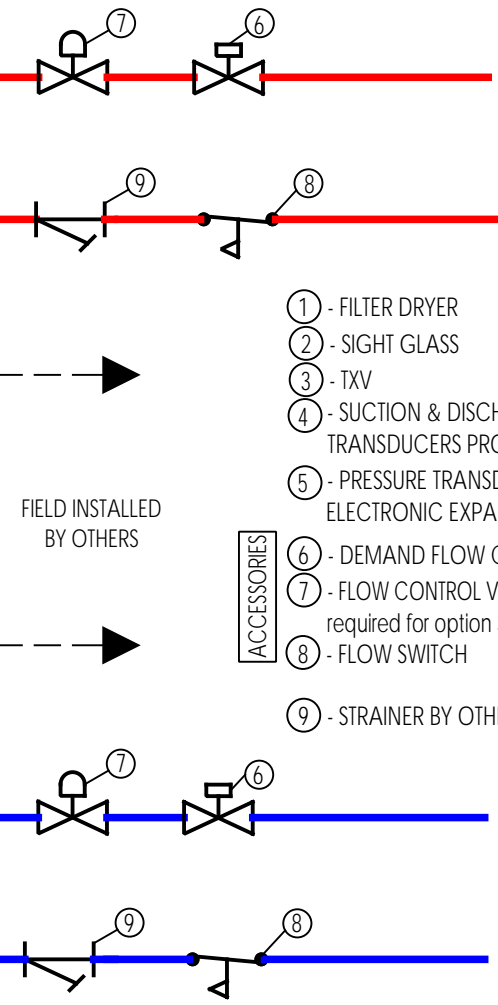 7
6
9
8
1 - FILTER DRYER
2 - SIGHT GLASS
3 - TXV
4 - SUCTION & DISCH
TRANSDUCERS PRO
5 - PRESSURE TRANSD
ELECTRONIC EXPA
FIELD INSTALLED
BY OTHERS
ACCESSORIES
6 - DEMAND FLOW C
7 - FLOW CONTROL V
required for option
8 - FLOW SWITCH
9 - STRAINER BY OTH
7
6
9
8